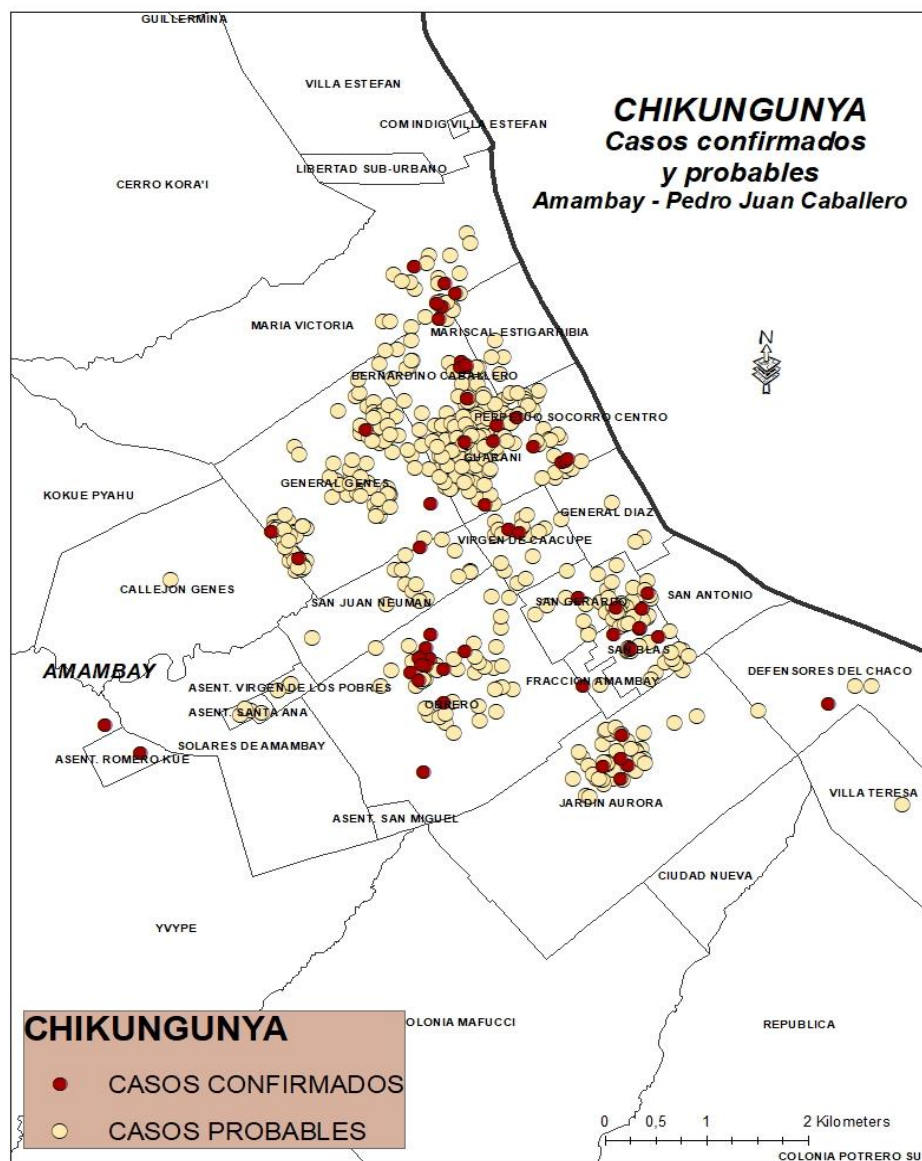 GUILLERMINA
VILLA ESTEFAN
CHIKUNGUNYA
Casos confirmados
y probables
Amambay - Pedro Juan Caballero
COM INDIG VILLA ESTEFAN
LIBERTAD SUB-URBANO
CERRO KORA'I
MARIA VICTORIA
MARISCAL ESTIGARRIBIA
N
BERNARDINO CABALLERO
PERPETUO SOCORRO CENTRO
GUARANI
GENERAL GENES
KOKUE PYAHU
GENERAL DIAZ
VIRGEN DE CAACUPE
CALLEJON GENES
SAN JUAN NEUMAN
SAN GERARDO
SAN ANTONIO
SAN BLAS
AMAMBAY
DEFENSORES DEL CHACO
ASENT. VIRGEN DE LOS POBRES
FRACCION AMAMBAY
OBRERO
ASENT. SANTA ANA
SOLARES DE AMAMBAY
ASENT. ROMERO KUE
VILLA TERESA
JARDIN AURORA
ASENT. SAN MIGUEL
CIUDAD NUEVA
YVYPE
OLONIA MAFUCCI
REPUBLICA
CHIKUNGUNYA
CASOS CONFIRMADOS
CASOS PROBABLES
0 0,5 1 2 Kilometers
COLONIA POTRERO SU